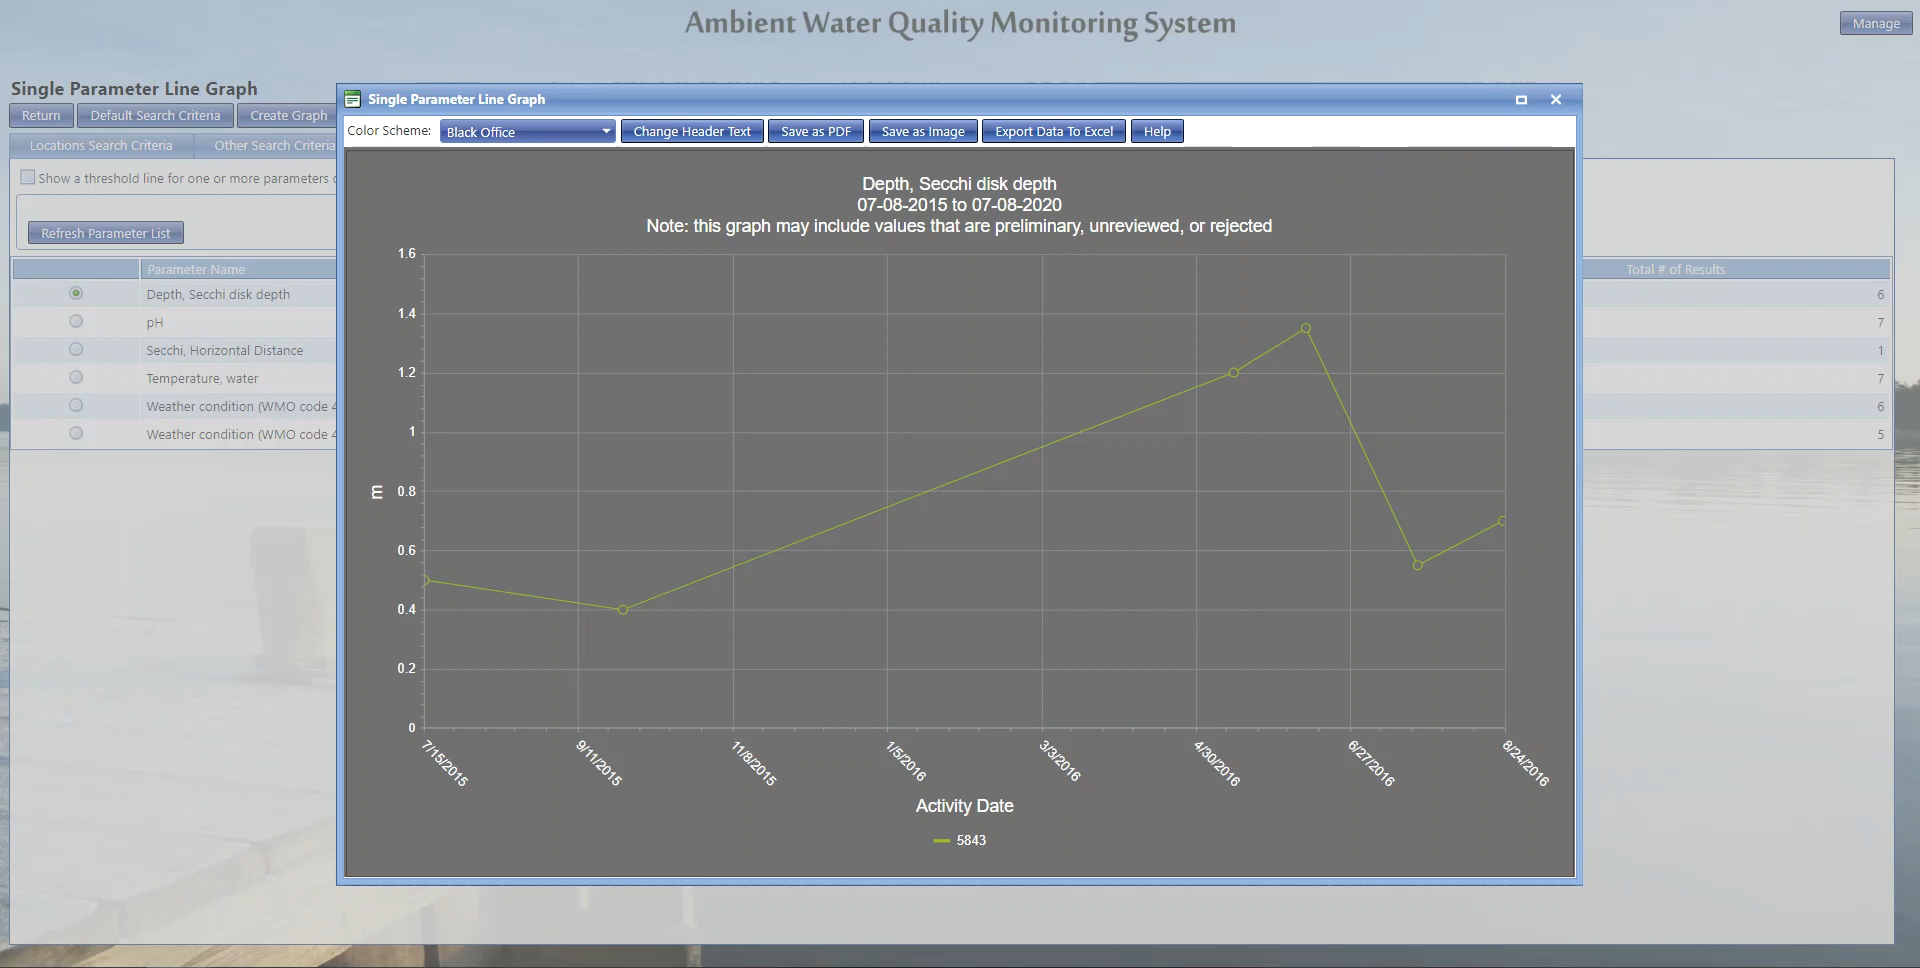 Ambient Water Quality Monitoring System
Manage
Single Parameter Line Graph
Return
Default Search Criteria
Create Graph
Locations Search Criteria
Other Search Criteria
Show a threshold line for one or more parameters
Refresh Parameter List
Parameter Name
Total # of Results
Depth, Secchi disk depth
6
pH
7
Secchi, Horizontal Distance
1
Temperature, water
7
Weather condition (WMO code 4
6
Weather condition (WMO code 4
5
Single Parameter Line Graph
Color Scheme:
Black Office
Change Header Text
Save as PDF
Save as Image
Export Data To Excel
Help
Depth, Secchi disk depth
07-08-2015 to 07-08-2020
Note: this graph may include values that are preliminary, unreviewed, or rejected
1.6
1.4
1.2
1
0.8
0.6
0.4
0.2
0
m
7/15/2015
9/11/2015
11/8/2015
1/5/2016
3/3/2016
4/30/2016
6/27/2016
8/24/2016
Activity Date
5843